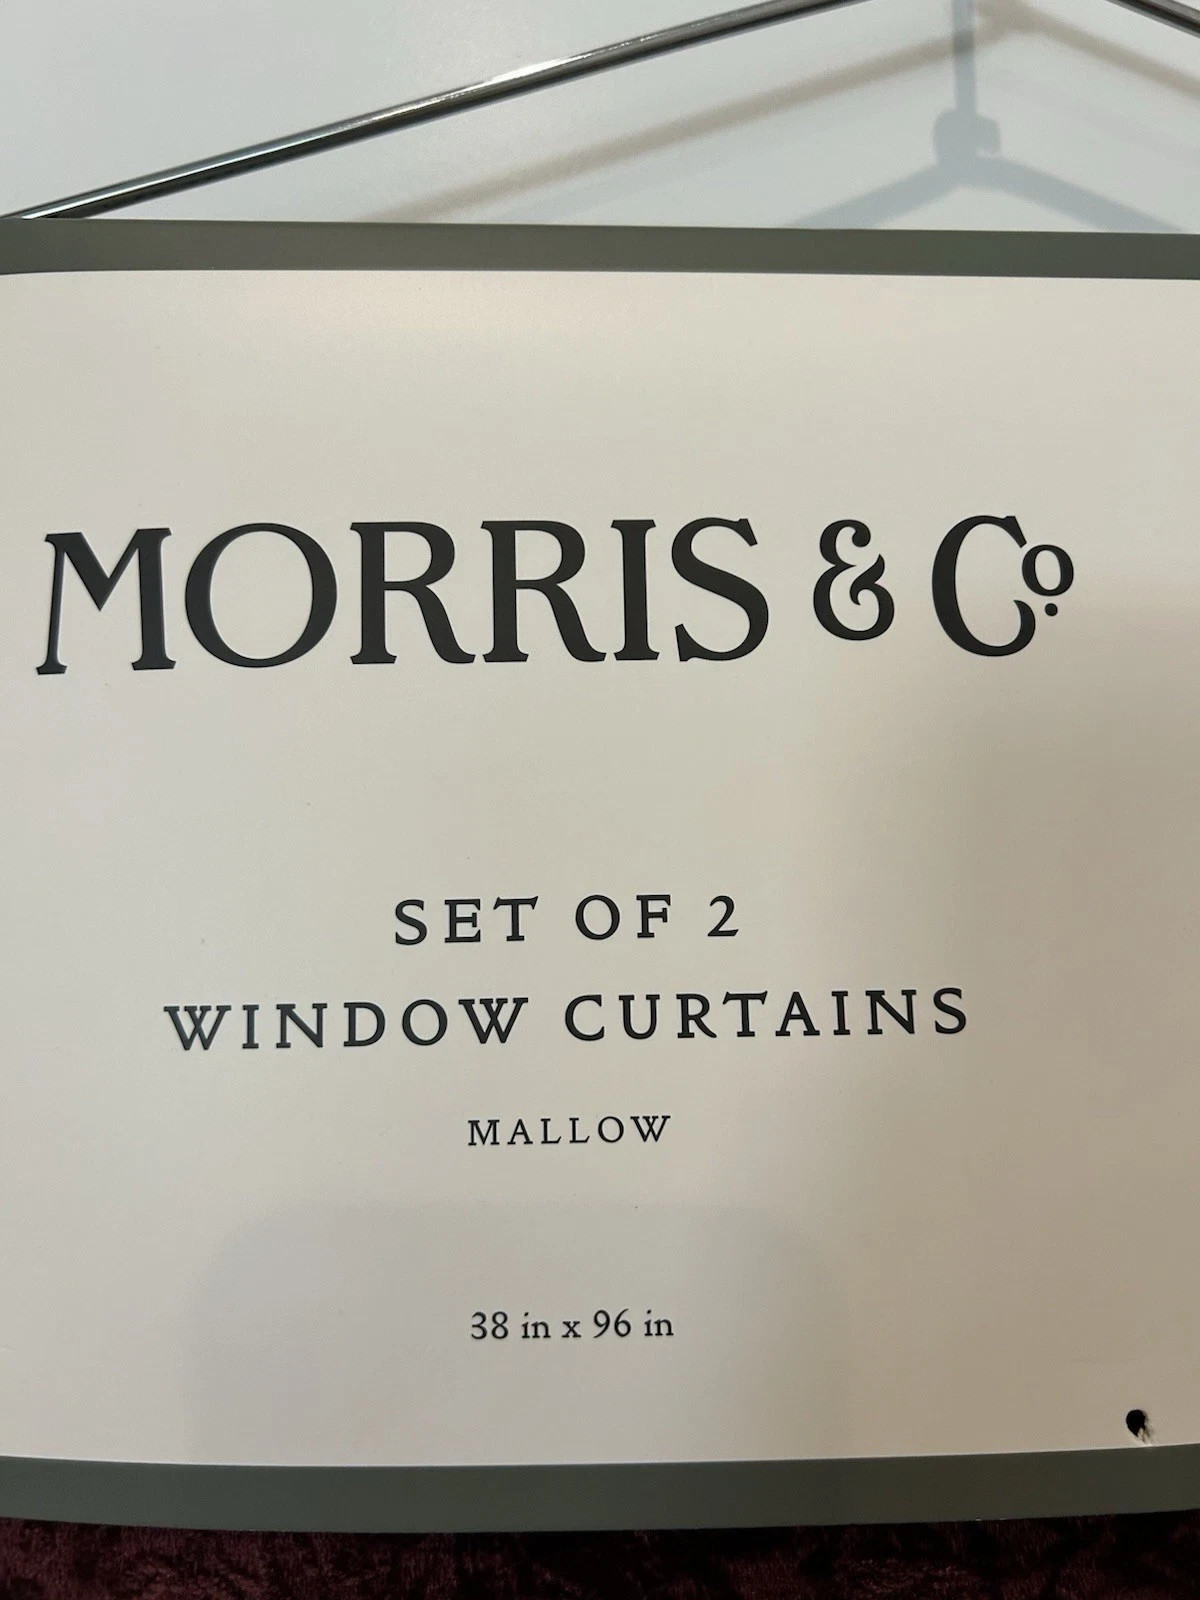 MORRIS & Co.
SET OF 2
WINDOW CURTAINS
MALLOW
38 in x 96 in